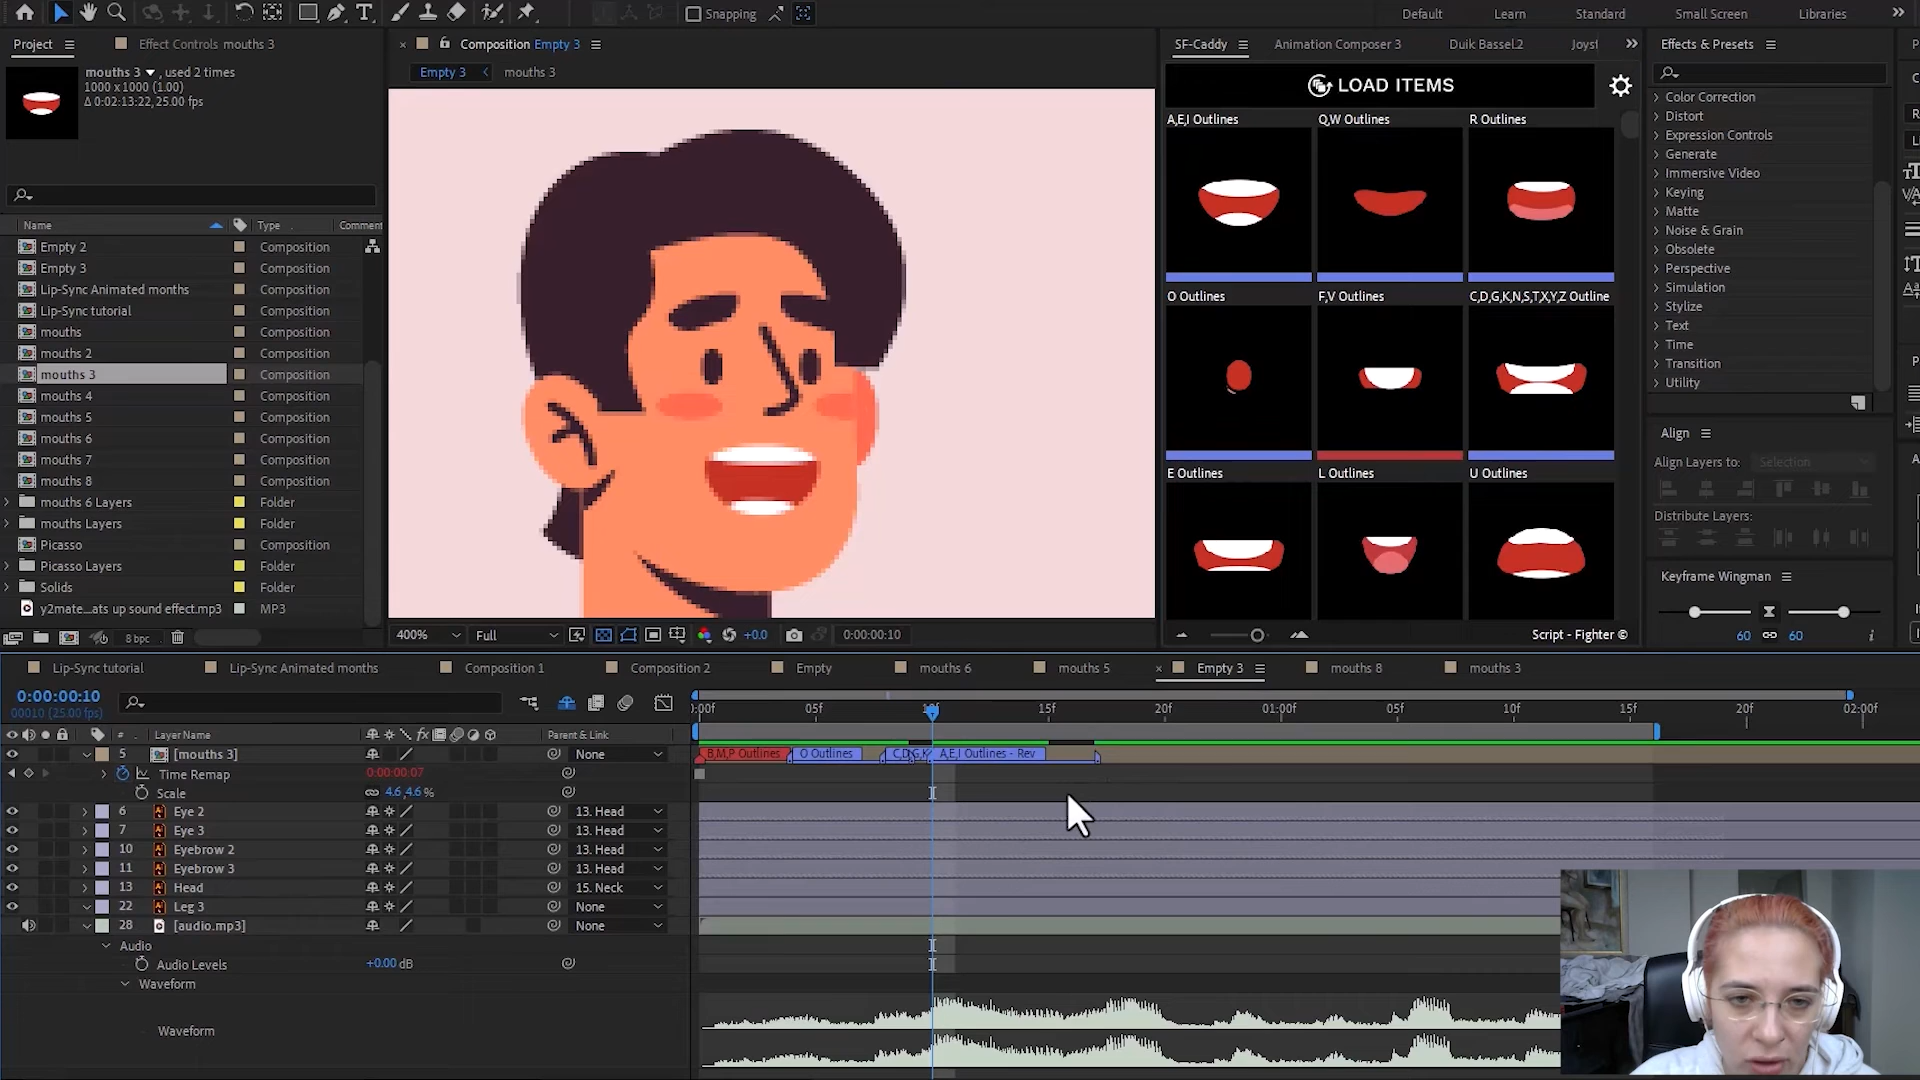 Snapping
Default
Learn
Standard
Small Screen
Libraries
Project
Effect Controls mouths 3
mouths 3 , used 2 times
1000 x 1000 (1.00)
Δ 0:02:13:22, 25.00 fps
Name
Type
Comment
Empty 2 Composition
Empty 3 Composition
Lip-Sync Animated months Composition
Lip-Sync tutorial Composition
mouths Composition
mouths 2 Composition
mouths 3 Composition
mouths 4 Composition
mouths 5 Composition
mouths 6 Composition
mouths 7 Composition
mouths 8 Composition
mouths 6 Layers Folder
mouths Layers Folder
Picasso Composition
Picasso Layers Folder
Solids Folder
y2mate...ats up sound effect.mp3 MP3
8 bpc
Composition Empty 3
Empty 3
mouths 3
400%
Full
+0.0
0:00:00:10
SF-Caddy
Animation Composer 3
Duik Bassel.2
Joyst
LOAD ITEMS
A,E,I Outlines
Q,W Outlines
R Outlines
O Outlines
F,V Outlines
C,D,G,K,N,S,T,X,Y,Z Outline
E Outlines
L Outlines
U Outlines
Script - Fighter ©
Effects & Presets
Color Correction
Distort
Expression Controls
Generate
Immersive Video
Keying
Matte
Noise & Grain
Obsolete
Perspective
Simulation
Stylize
Text
Time
Transition
Utility
Align
Align Layers to: Selection
Distribute Layers:
Keyframe Wingman
60
60
Lip-Sync tutorial
Lip-Sync Animated months
Composition 1
Composition 2
Empty
mouths 6
mouths 5
Empty 3
mouths 8
mouths 3
0:00:00:10
00010 (25.00 fps)
:00f
05f
15f
20f
01:00f
05f
15f
20f
02:00f
#
Layer Name
Parent & Link
5 [mouths 3] None
B,M,P Outlines
O Outlines
C,D,G,K
A,E,I Outlines - Rev
Time Remap 0:00:00:07
Scale 4.6,4.6 %
6 Eye 2 13. Head
7 Eye 3 13. Head
10 Eyebrow 2 13. Head
11 Eyebrow 3 13. Head
13 Head 15. Neck
22 Leg 3 None
28 [audio.mp3] None
Audio
Audio Levels +0.00 dB
Waveform
Waveform